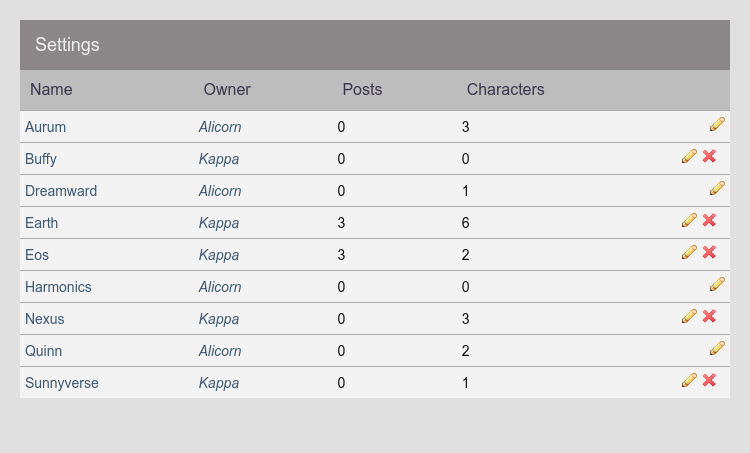 Settings
Name Owner Posts Characters
Aurum Alicorn 0 3
Buffy Kappa 0 0
Dreamward Alicorn 0 1
Earth Kappa 3 6
Eos Kappa 3 2
Harmonics Alicorn 0 0
Nexus Kappa 0 3
Quinn Alicorn 0 2
Sunnyverse Kappa 0 1